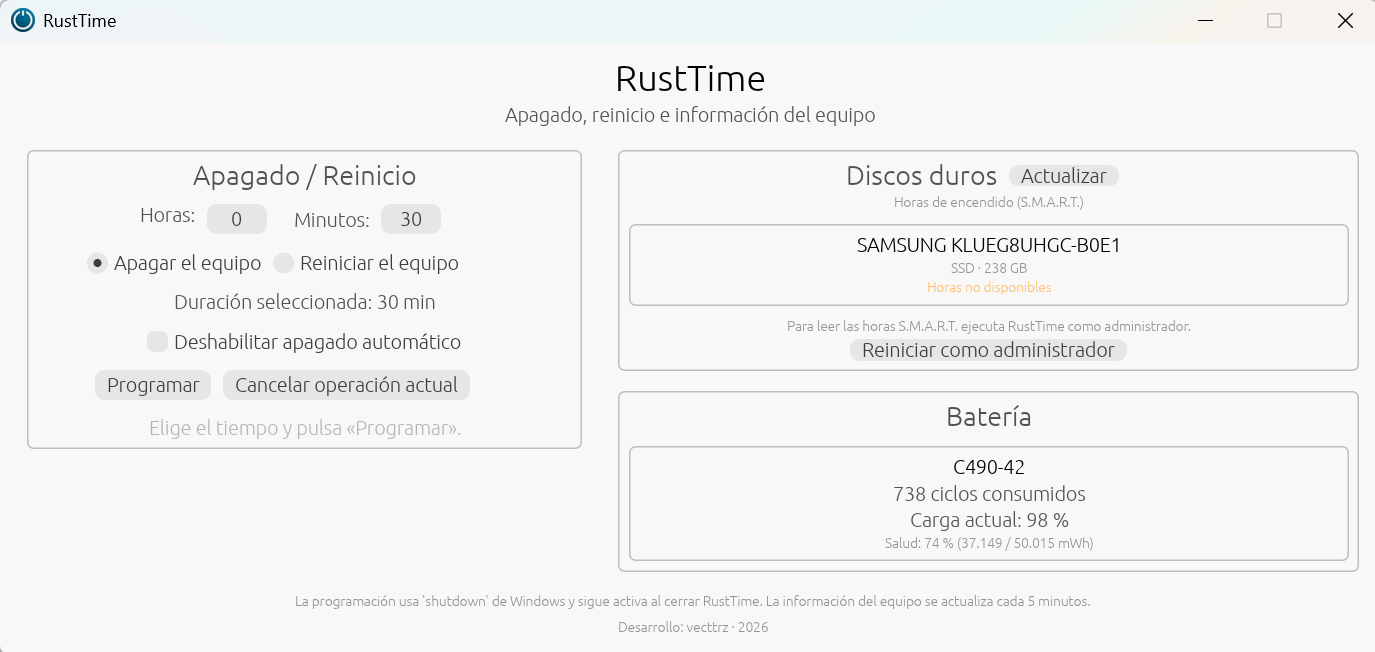 RustTime
RustTime
Apagado, reinicio e información del equipo
Apagado / Reinicio
Horas: 0 Minutos: 30
Apagar el equipo Reiniciar el equipo
Duración seleccionada: 30 min
Deshabilitar apagado automático
Programar Cancelar operación actual
Elige el tiempo y pulsa «Programar».
Discos duros Actualizar
Horas de encendido (S.M.A.R.T.)
SAMSUNG KLUEG8UHGC-B0E1
SSD · 238 GB
Horas no disponibles
Para leer las horas S.M.A.R.T. ejecuta RustTime como administrador.
Reiniciar como administrador
Batería
C490-42
738 ciclos consumidos
Carga actual: 98 %
Salud: 74 % (37.149 / 50.015 mWh)
La programación usa 'shutdown' de Windows y sigue activa al cerrar RustTime. La información del equipo se actualiza cada 5 minutos.
Desarrollo: vecttrz · 2026